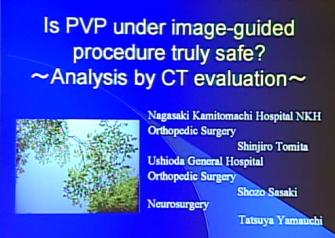 Is PVP under image-guided
procedure truly safe?
～Analysis by CT evaluation～
Nagasaki Kamitomachi Hospital NKH
Orthopedic Surgery
Shinjiro Tomita
Ushioda General Hospital
Orthopedic Surgery
Shozo Sasaki
Neurosurgery
Tatsuya Yamauchi